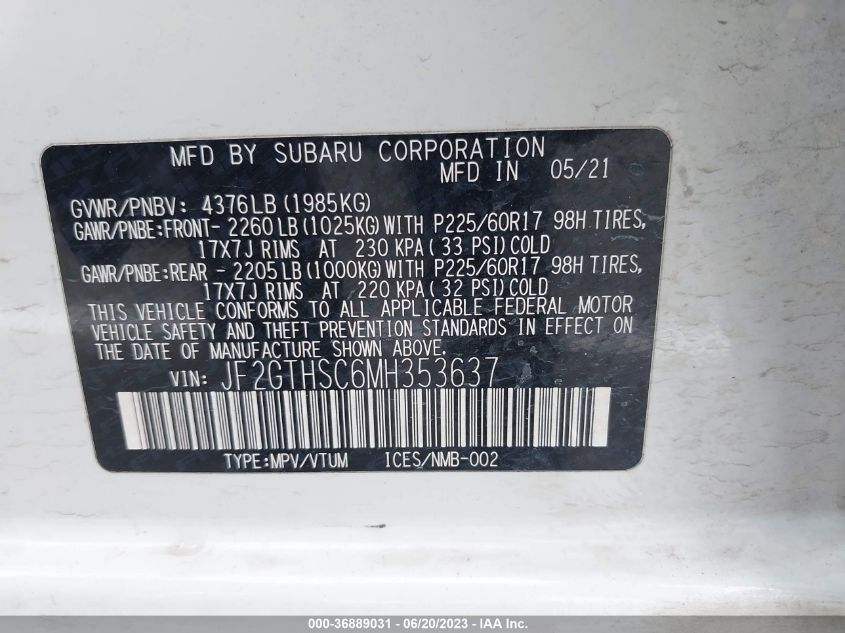 MFD BY SUBARU CORPORATION
MFD IN 05/21
GVWR/PNBV: 4376LB (1985KG)
GAWR/PNBE:FRONT- 2260LB (1025KG) WITH P225/60R17 98H TIRES,
17X7J RIMS AT 230 KPA (33 PSI) COLD
GAWR/PNBE:REAR - 2205LB (1000KG) WITH P225/60R17 98H TIRES,
17X7J RIMS AT 220 KPA (32 PSI) COLD
THIS VEHICLE CONFORMS TO ALL APPLICABLE FEDERAL MOTOR
VEHICLE SAFETY AND THEFT PREVENTION STANDARDS IN EFFECT ON
THE DATE OF MANUFACTURE SHOWN ABOVE.
VIN: JF2GTHSC6MH353637
TYPE:MPV/VTUM ICES/NMB-002
000-36889031 - 06/20/2023 - IAA Inc.